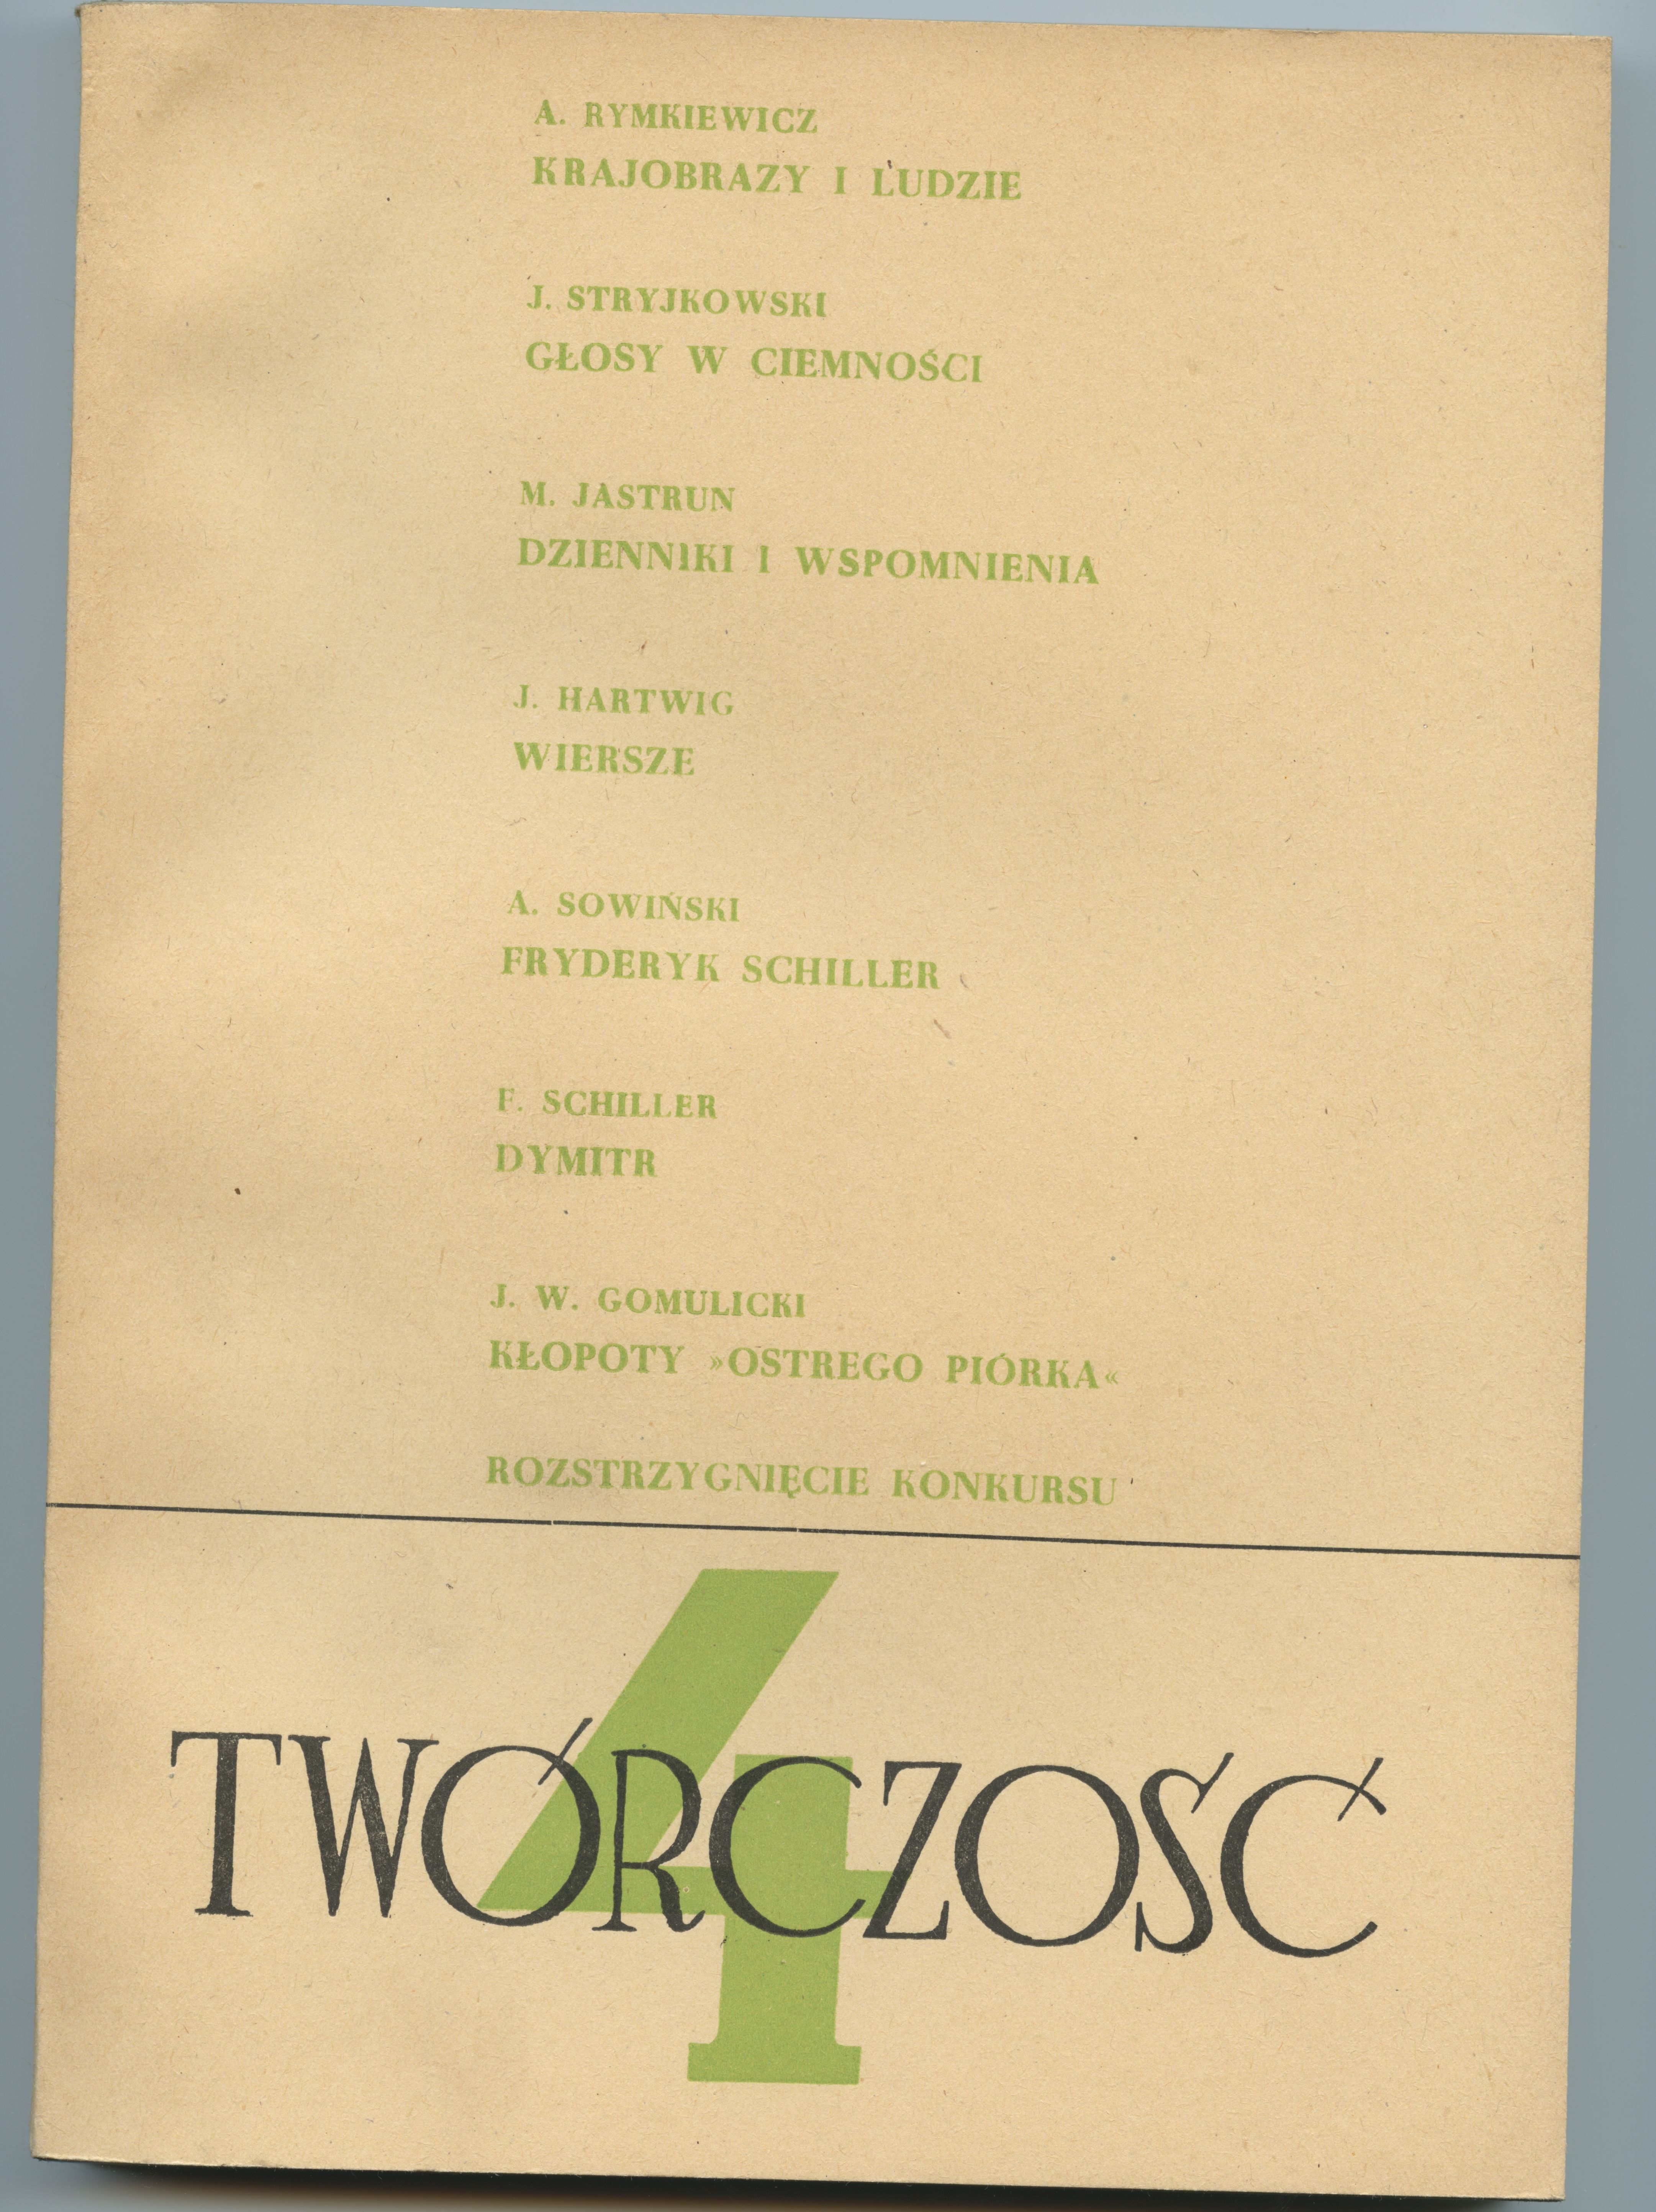 A. RYMKIEWICZ
KRAJOBRAZY I LUDZIE
J. STRYJKOWSKI
GŁOSY W CIEMNOŚCI
M. JASTRUN
DZIENNIKI I WSPOMNIENIA
J. HARTWIG
WIERSZE
A. SOWIŃSKI
FRYDERYK SCHILLER
F. SCHILLER
DYMITR
J. W. GOMULICKI
KŁOPOTY »OSTREGO PIÓRKA«
ROZSTRZYGNIĘCIE KONKURSU
4
TWÓRCZOŚĆ